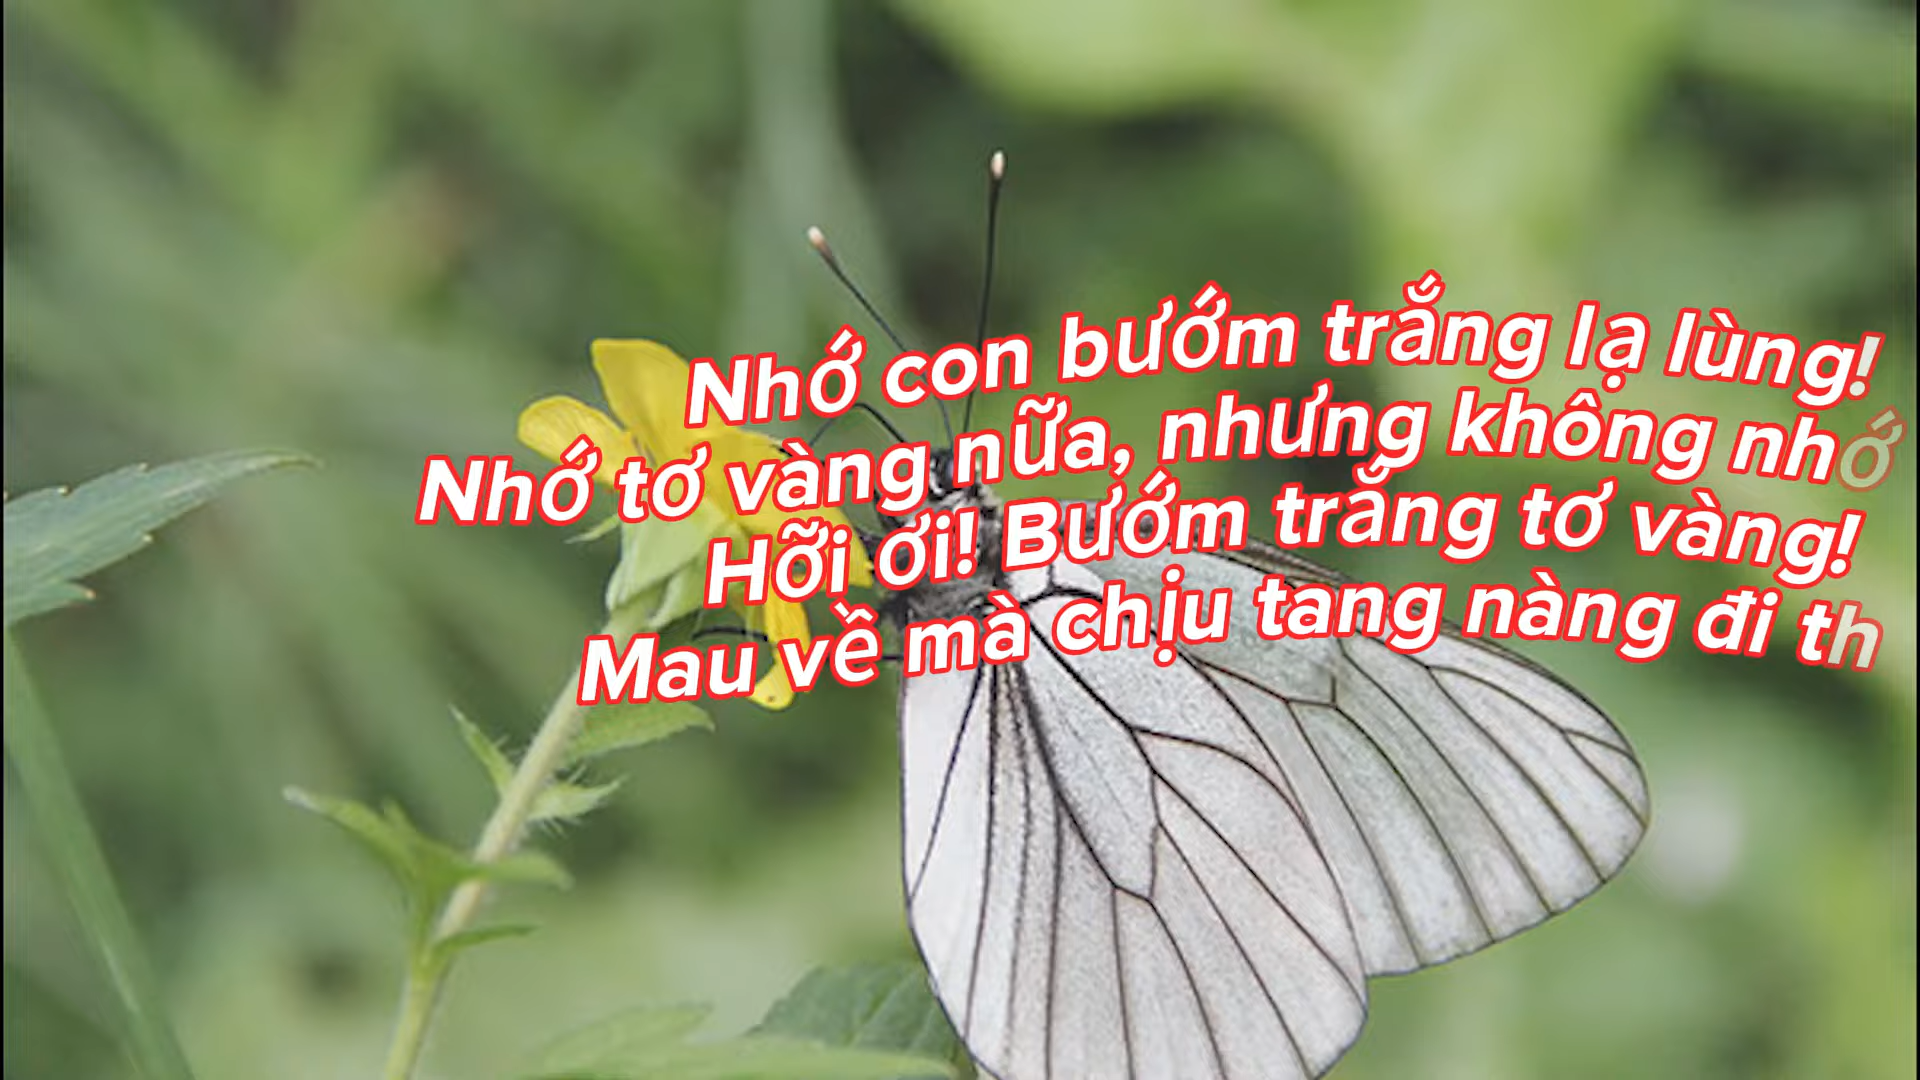 Nhớ con bướm trắng lạ lùng!
Nhớ tơ vàng nữa, nhưng không nhớ
Hỡi ơi! Bướm trắng tơ vàng!
Mau về mà chịu tang nàng đi th